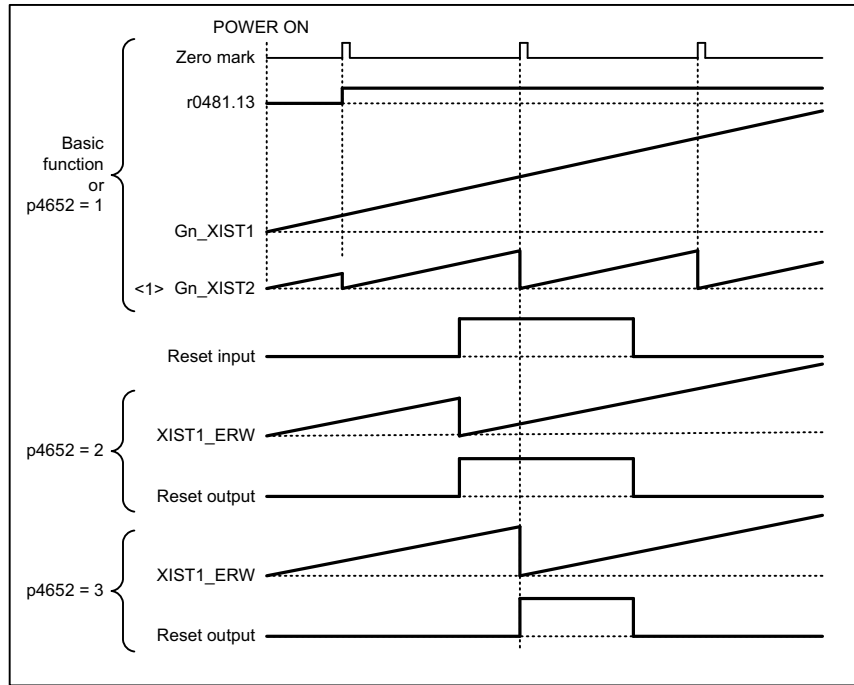 POWER ON
Zero mark
r0481.13
Basic
function
or
p4652 = 1
Gn_XIST1
<1> Gn_XIST2
Reset input
p4652 = 2
XIST1_ERW
Reset output
p4652 = 3
XIST1_ERW
Reset output